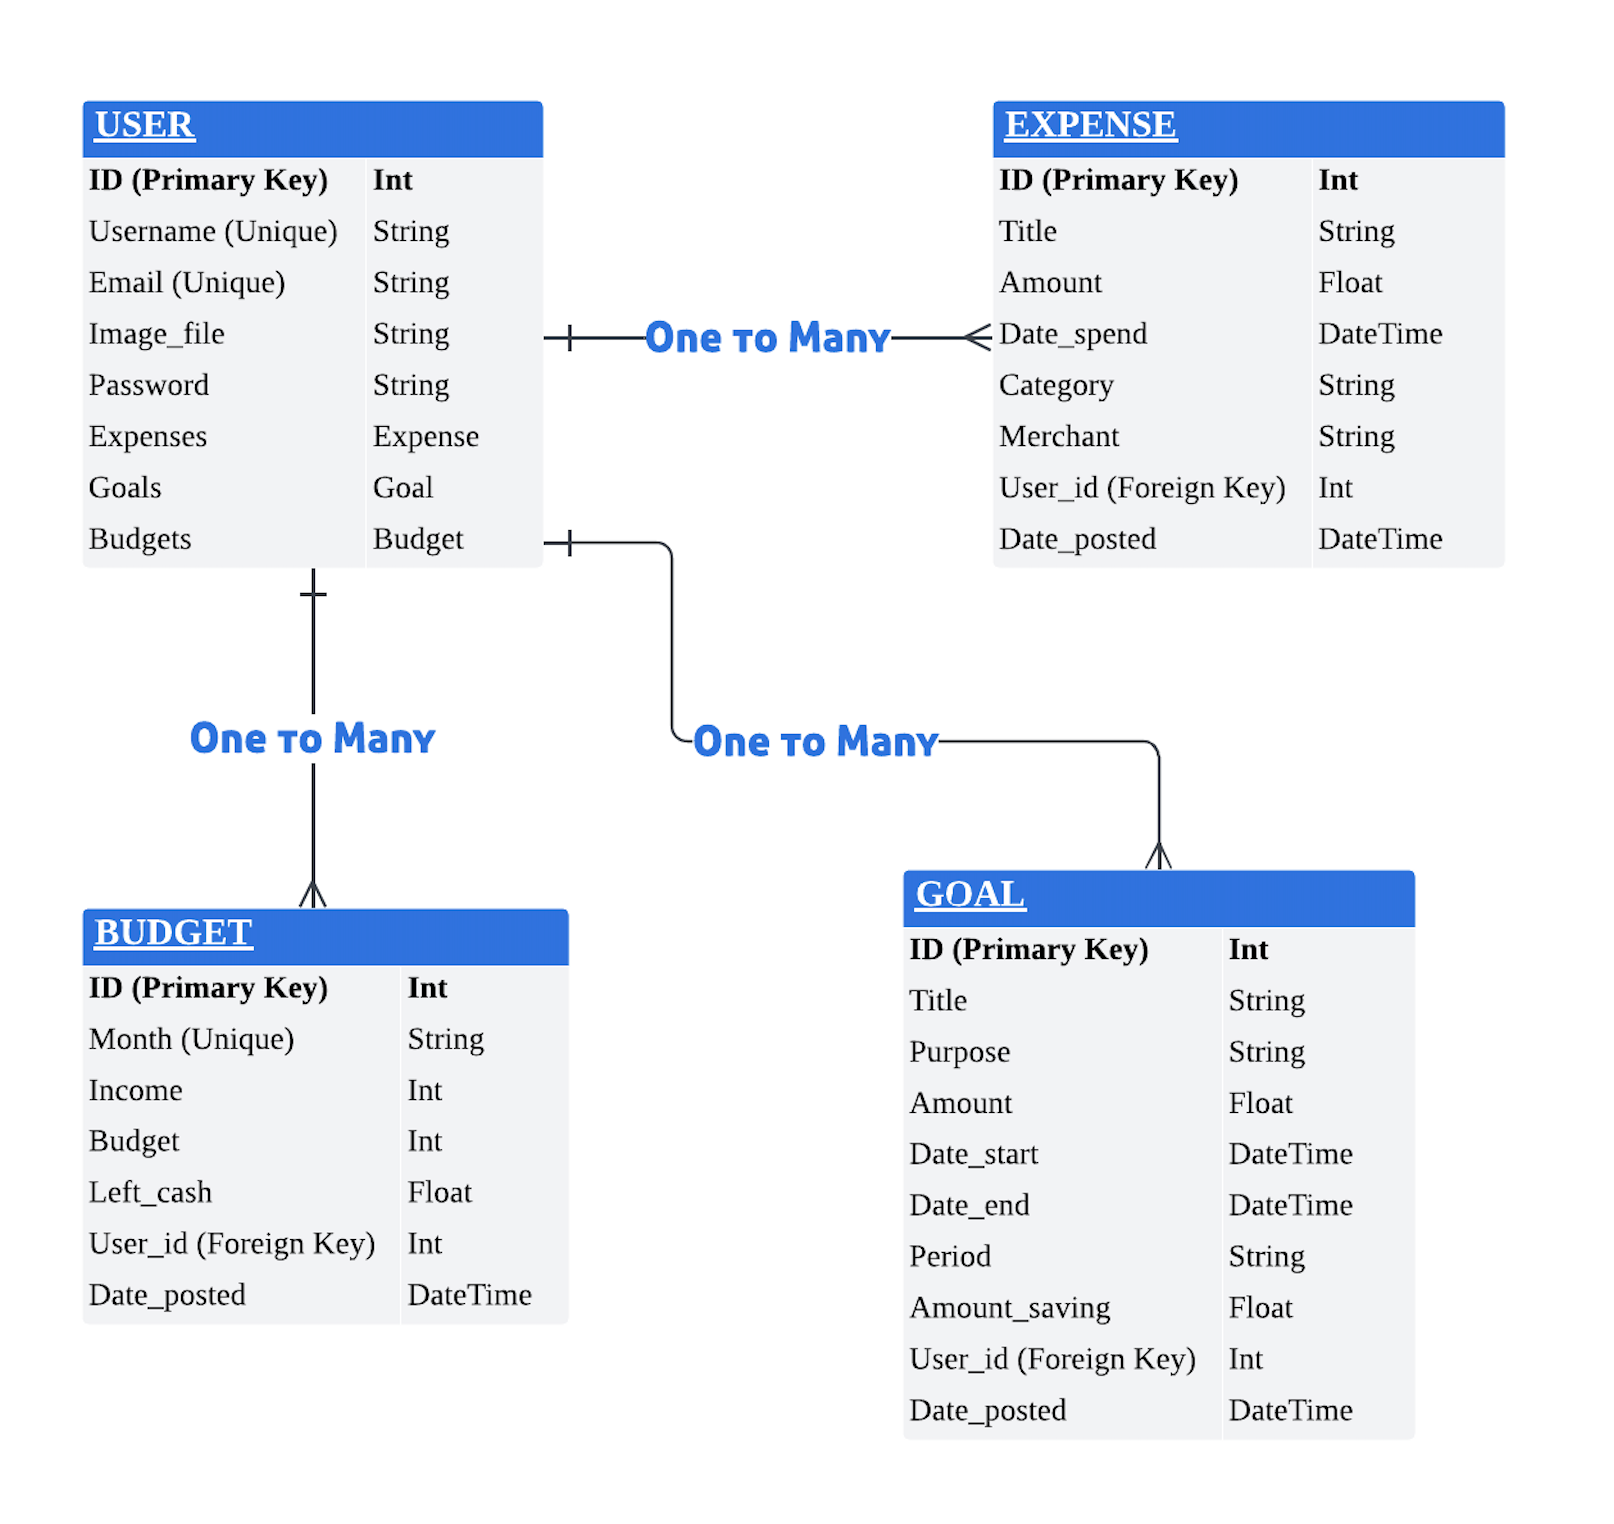 USER
ID (Primary Key) Int
Username (Unique) String
Email (Unique) String
Image_file String
Password String
Expenses Expense
Goals Goal
Budgets Budget
One to Many
EXPENSE
ID (Primary Key) Int
Title String
Amount Float
Date_spend DateTime
Category String
Merchant String
User_id (Foreign Key) Int
Date_posted DateTime
One to Many
One to Many
BUDGET
ID (Primary Key) Int
Month (Unique) String
Income Int
Budget Int
Left_cash Float
User_id (Foreign Key) Int
Date_posted DateTime
GOAL
ID (Primary Key) Int
Title String
Purpose String
Amount Float
Date_start DateTime
Date_end DateTime
Period String
Amount_saving Float
User_id (Foreign Key) Int
Date_posted DateTime